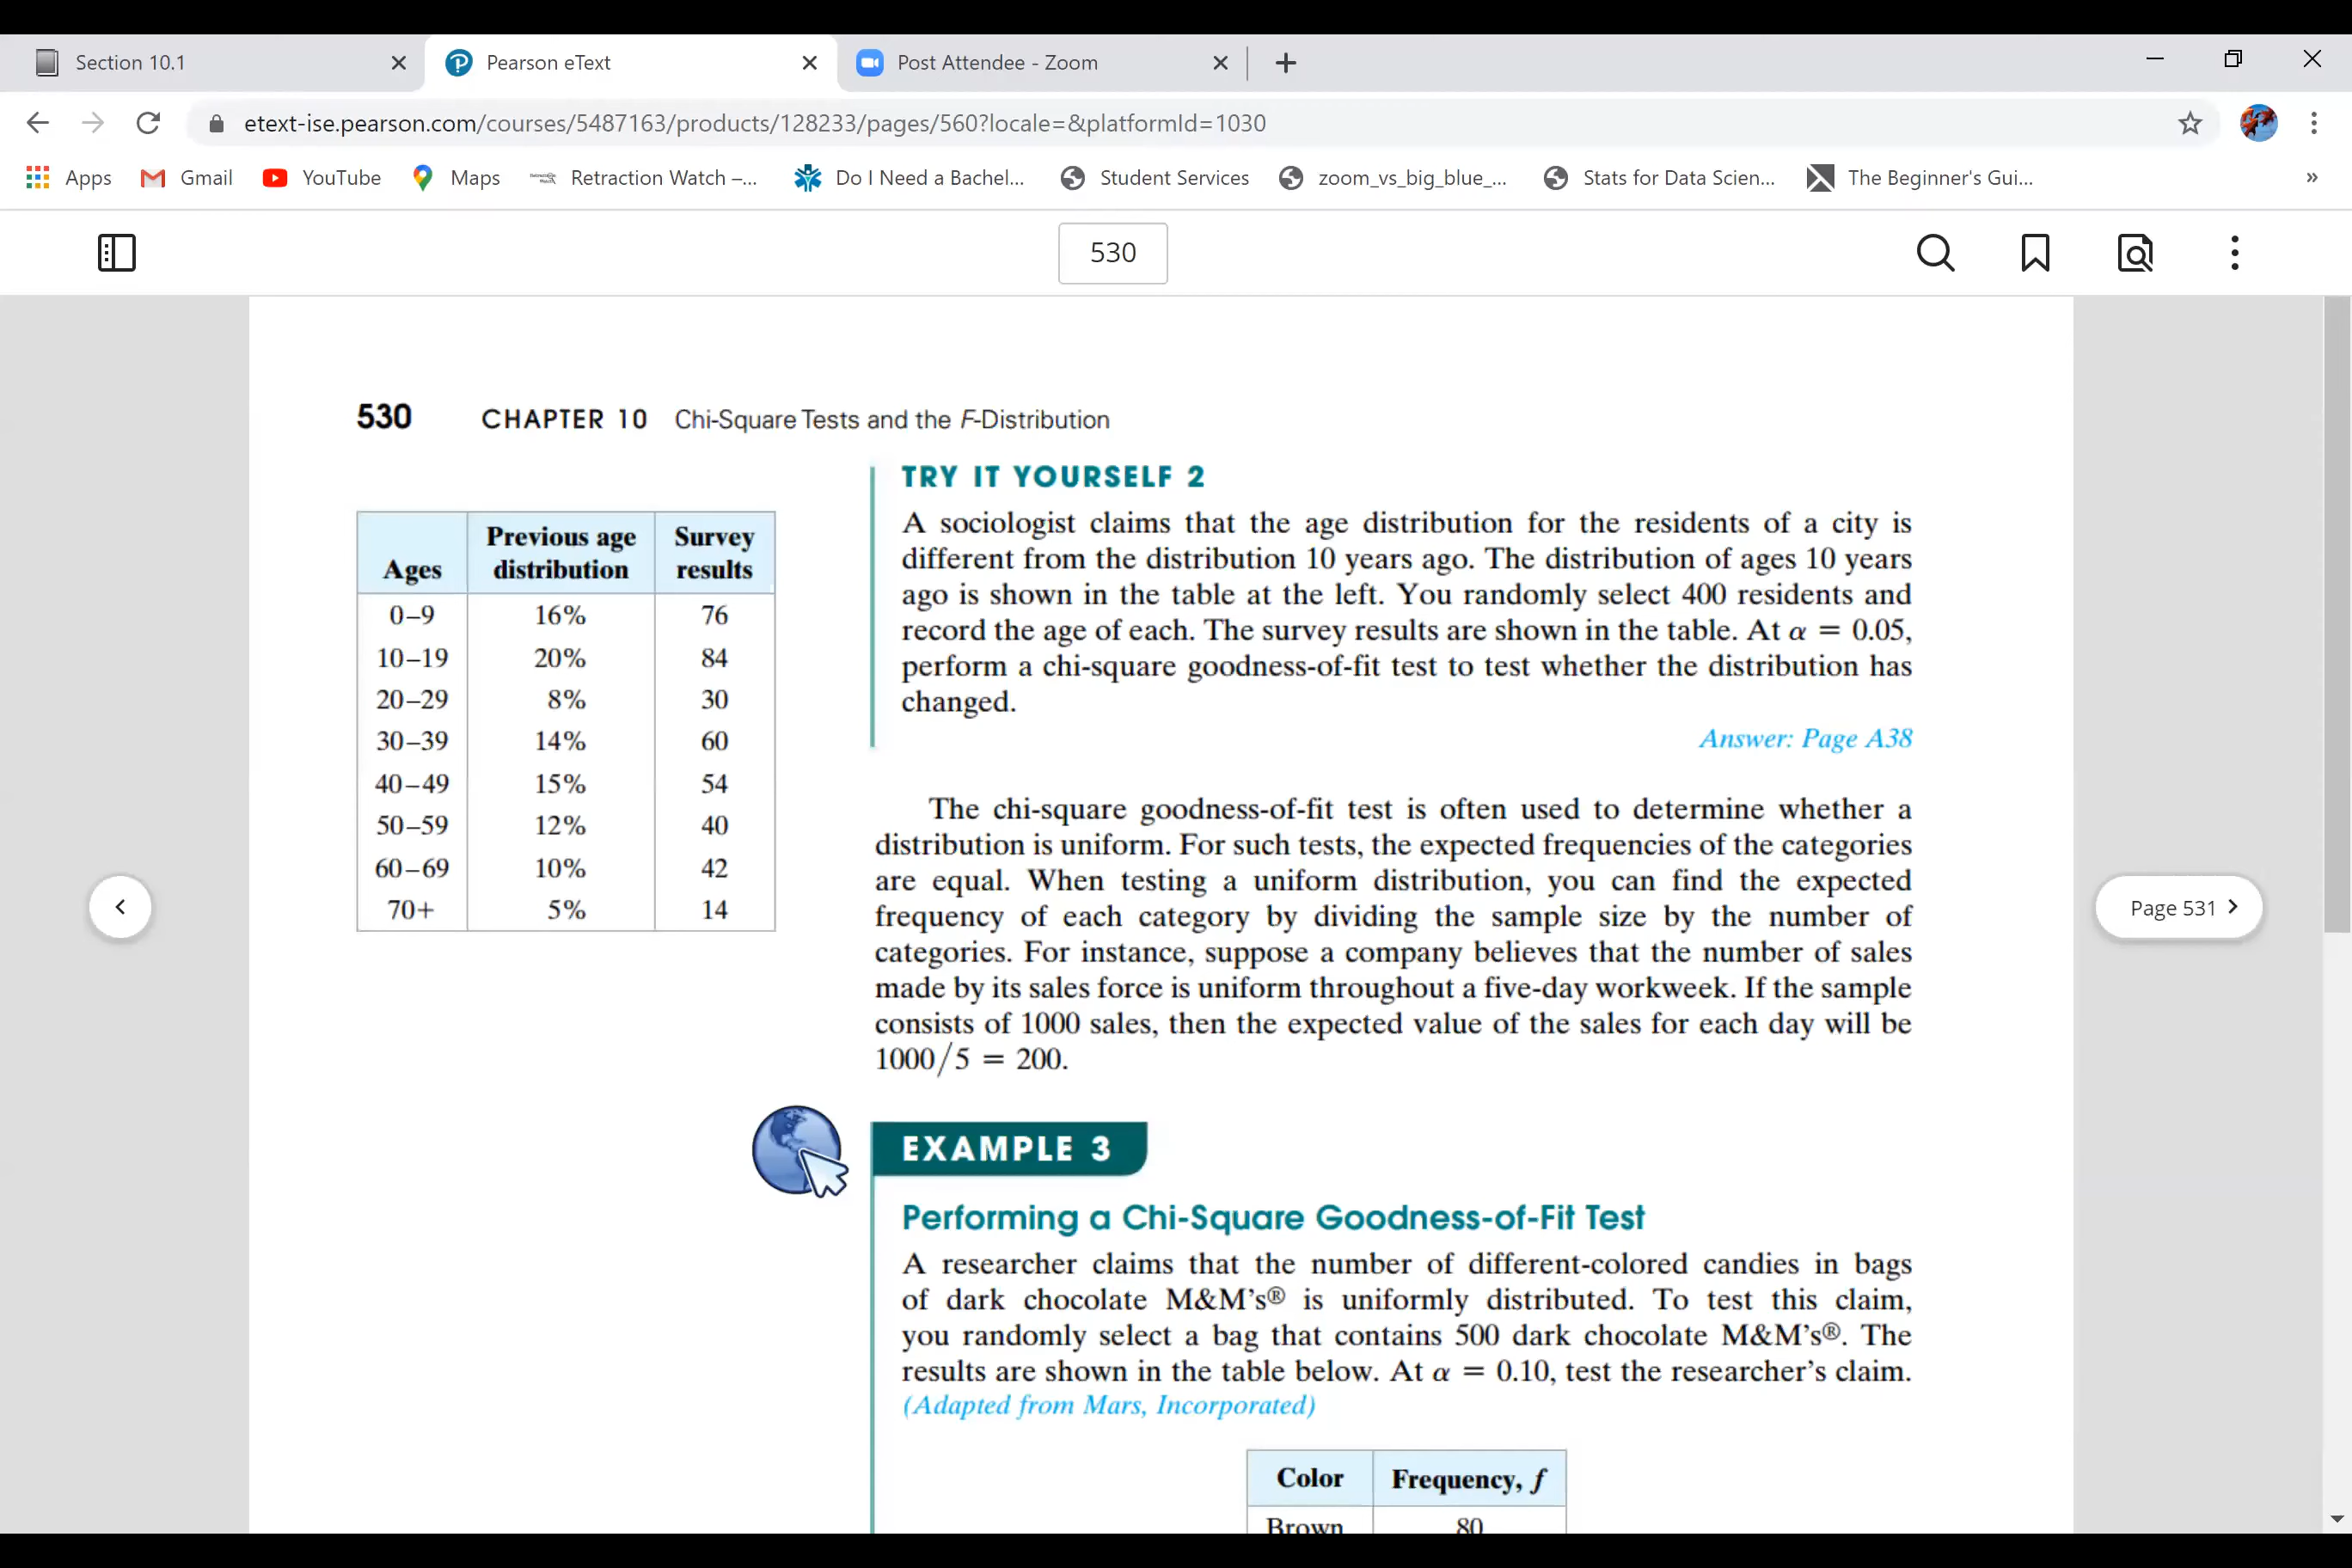 Section 10.1
Pearson eText
Post Attendee - Zoom
etext-ise.pearson.com/courses/5487163/products/128233/pages/560?locale=&platformId=1030
Apps
Gmail
YouTube
Maps
Retraction Watch –...
Do I Need a Bachel...
Student Services
zoom_vs_big_blue_...
Stats for Data Scien...
The Beginner's Gui...
»
530
530 CHAPTER 10 Chi-Square Tests and the F-Distribution
Ages Previous age distribution Survey results
0–9 16% 76
10–19 20% 84
20–29 8% 30
30–39 14% 60
40–49 15% 54
50–59 12% 40
60–69 10% 42
70+ 5% 14
TRY IT YOURSELF 2
A sociologist claims that the age distribution for the residents of a city is
different from the distribution 10 years ago. The distribution of ages 10 years
ago is shown in the table at the left. You randomly select 400 residents and
record the age of each. The survey results are shown in the table. At α = 0.05,
perform a chi-square goodness-of-fit test to test whether the distribution has
changed.
Answer: Page A38
The chi-square goodness-of-fit test is often used to determine whether a
distribution is uniform. For such tests, the expected frequencies of the categories
are equal. When testing a uniform distribution, you can find the expected
frequency of each category by dividing the sample size by the number of
categories. For instance, suppose a company believes that the number of sales
made by its sales force is uniform throughout a five-day workweek. If the sample
consists of 1000 sales, then the expected value of the sales for each day will be
1000/5 = 200.
Page 531
EXAMPLE 3
Performing a Chi-Square Goodness-of-Fit Test
A researcher claims that the number of different-colored candies in bags
of dark chocolate M&M's® is uniformly distributed. To test this claim,
you randomly select a bag that contains 500 dark chocolate M&M's®. The
results are shown in the table below. At α = 0.10, test the researcher's claim.
(Adapted from Mars, Incorporated)
Color Frequency, f
Brown 80